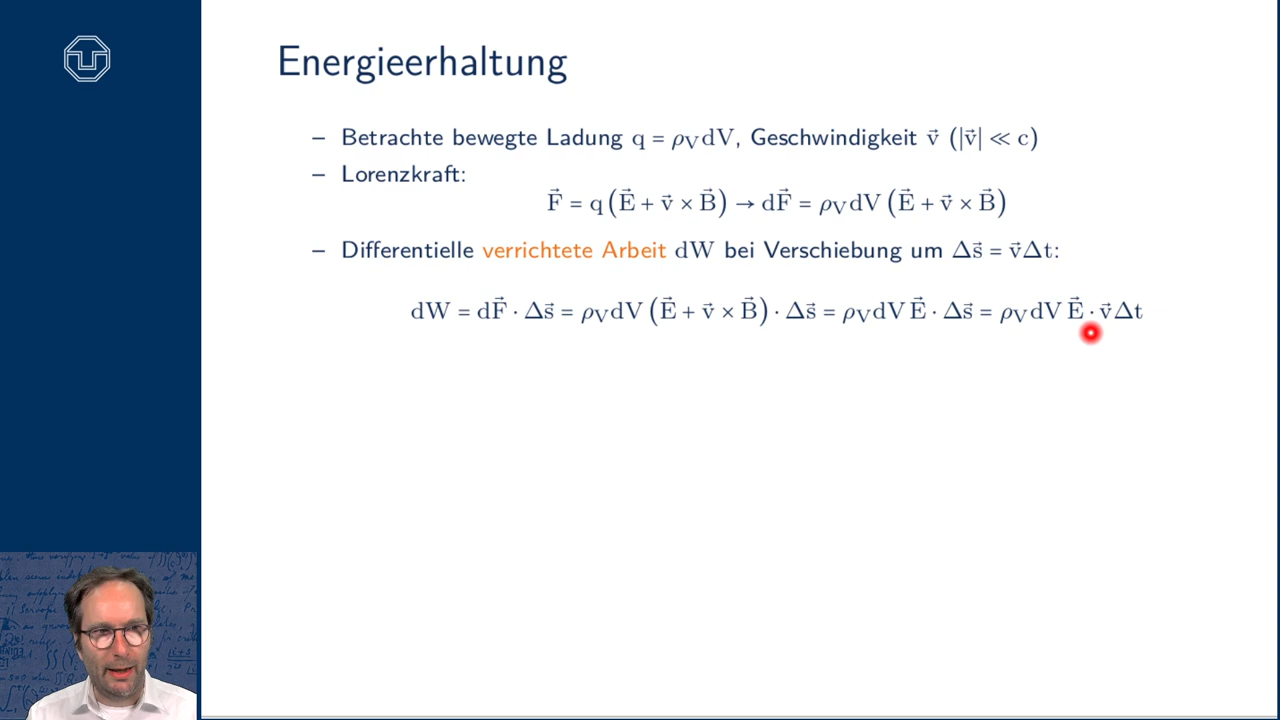 Energieerhaltung
– Betrachte bewegte Ladung q = ρ_V dV, Geschwindigkeit v⃗ (|v⃗| ≪ c)
– Lorenzkraft:
F⃗ = q (E⃗ + v⃗ × B⃗) → dF⃗ = ρ_V dV (E⃗ + v⃗ × B⃗)
– Differentielle verrichtete Arbeit dW bei Verschiebung um Δs⃗ = v⃗Δt:
dW = dF⃗ · Δs⃗ = ρ_V dV (E⃗ + v⃗ × B⃗) · Δs⃗ = ρ_V dV E⃗ · Δs⃗ = ρ_V dV E⃗ · v⃗Δt